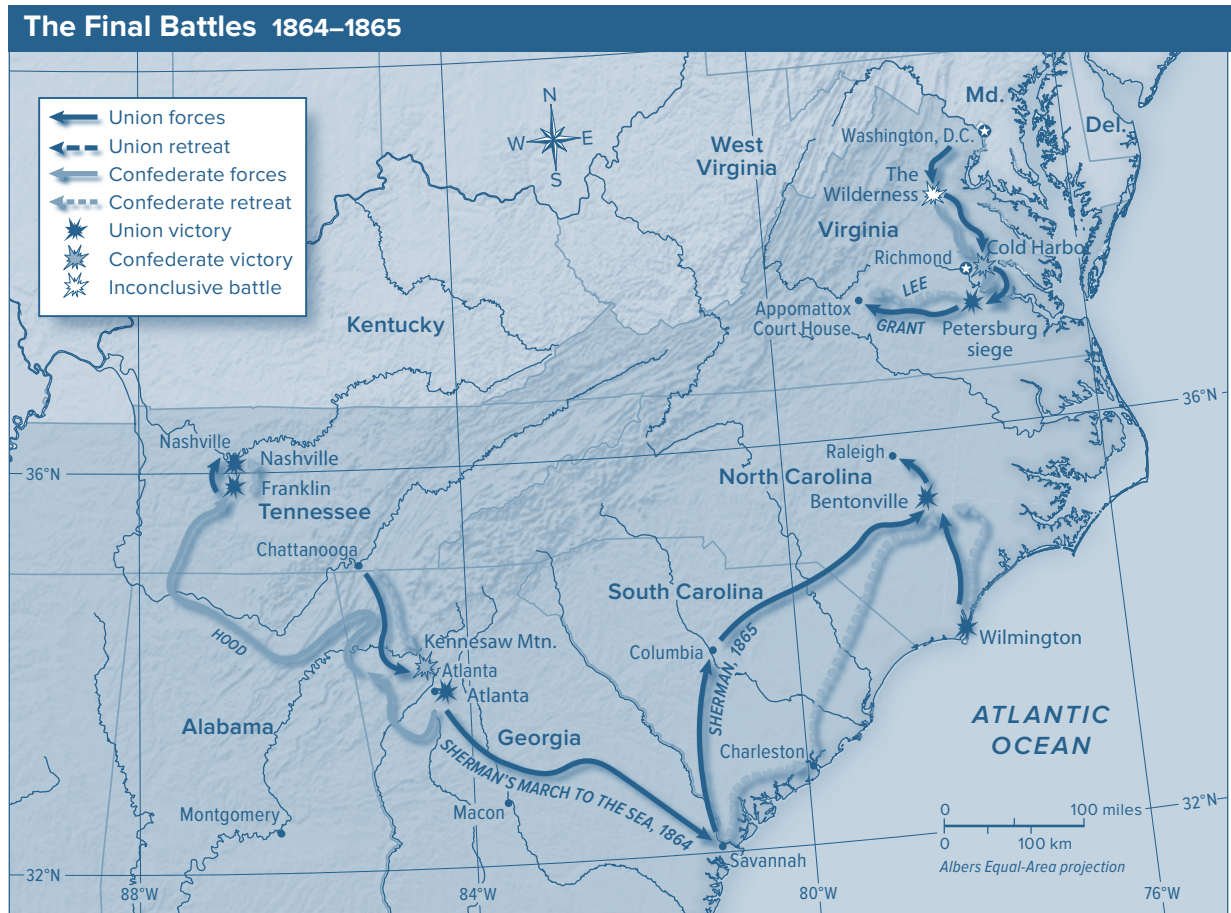 The Final Battles 1864–1865
Union forces
Union retreat
Confederate forces
Confederate retreat
Union victory
Confederate victory
Inconclusive battle
N
W
E
S
Md.
Del.
Washington, D.C.
West
Virginia
The
Wilderness
Virginia
Cold Harbor
Richmond
LEE
Appomattox
Court House
GRANT
Petersburg
siege
Kentucky
36°N
Nashville
Nashville
36°N
Franklin
Tennessee
Raleigh
North Carolina
Bentonville
Chattanooga
South Carolina
HOOD
Kennesaw Mtn.
Atlanta
Atlanta
Columbia
SHERMAN, 1865
Wilmington
Alabama
Georgia
ATLANTIC
OCEAN
SHERMAN'S MARCH TO THE SEA, 1864
Charleston
Montgomery
Macon
Savannah
0
100 miles
0
100 km
Albers Equal-Area projection
32°N
32°N
88°W
84°W
80°W
76°W